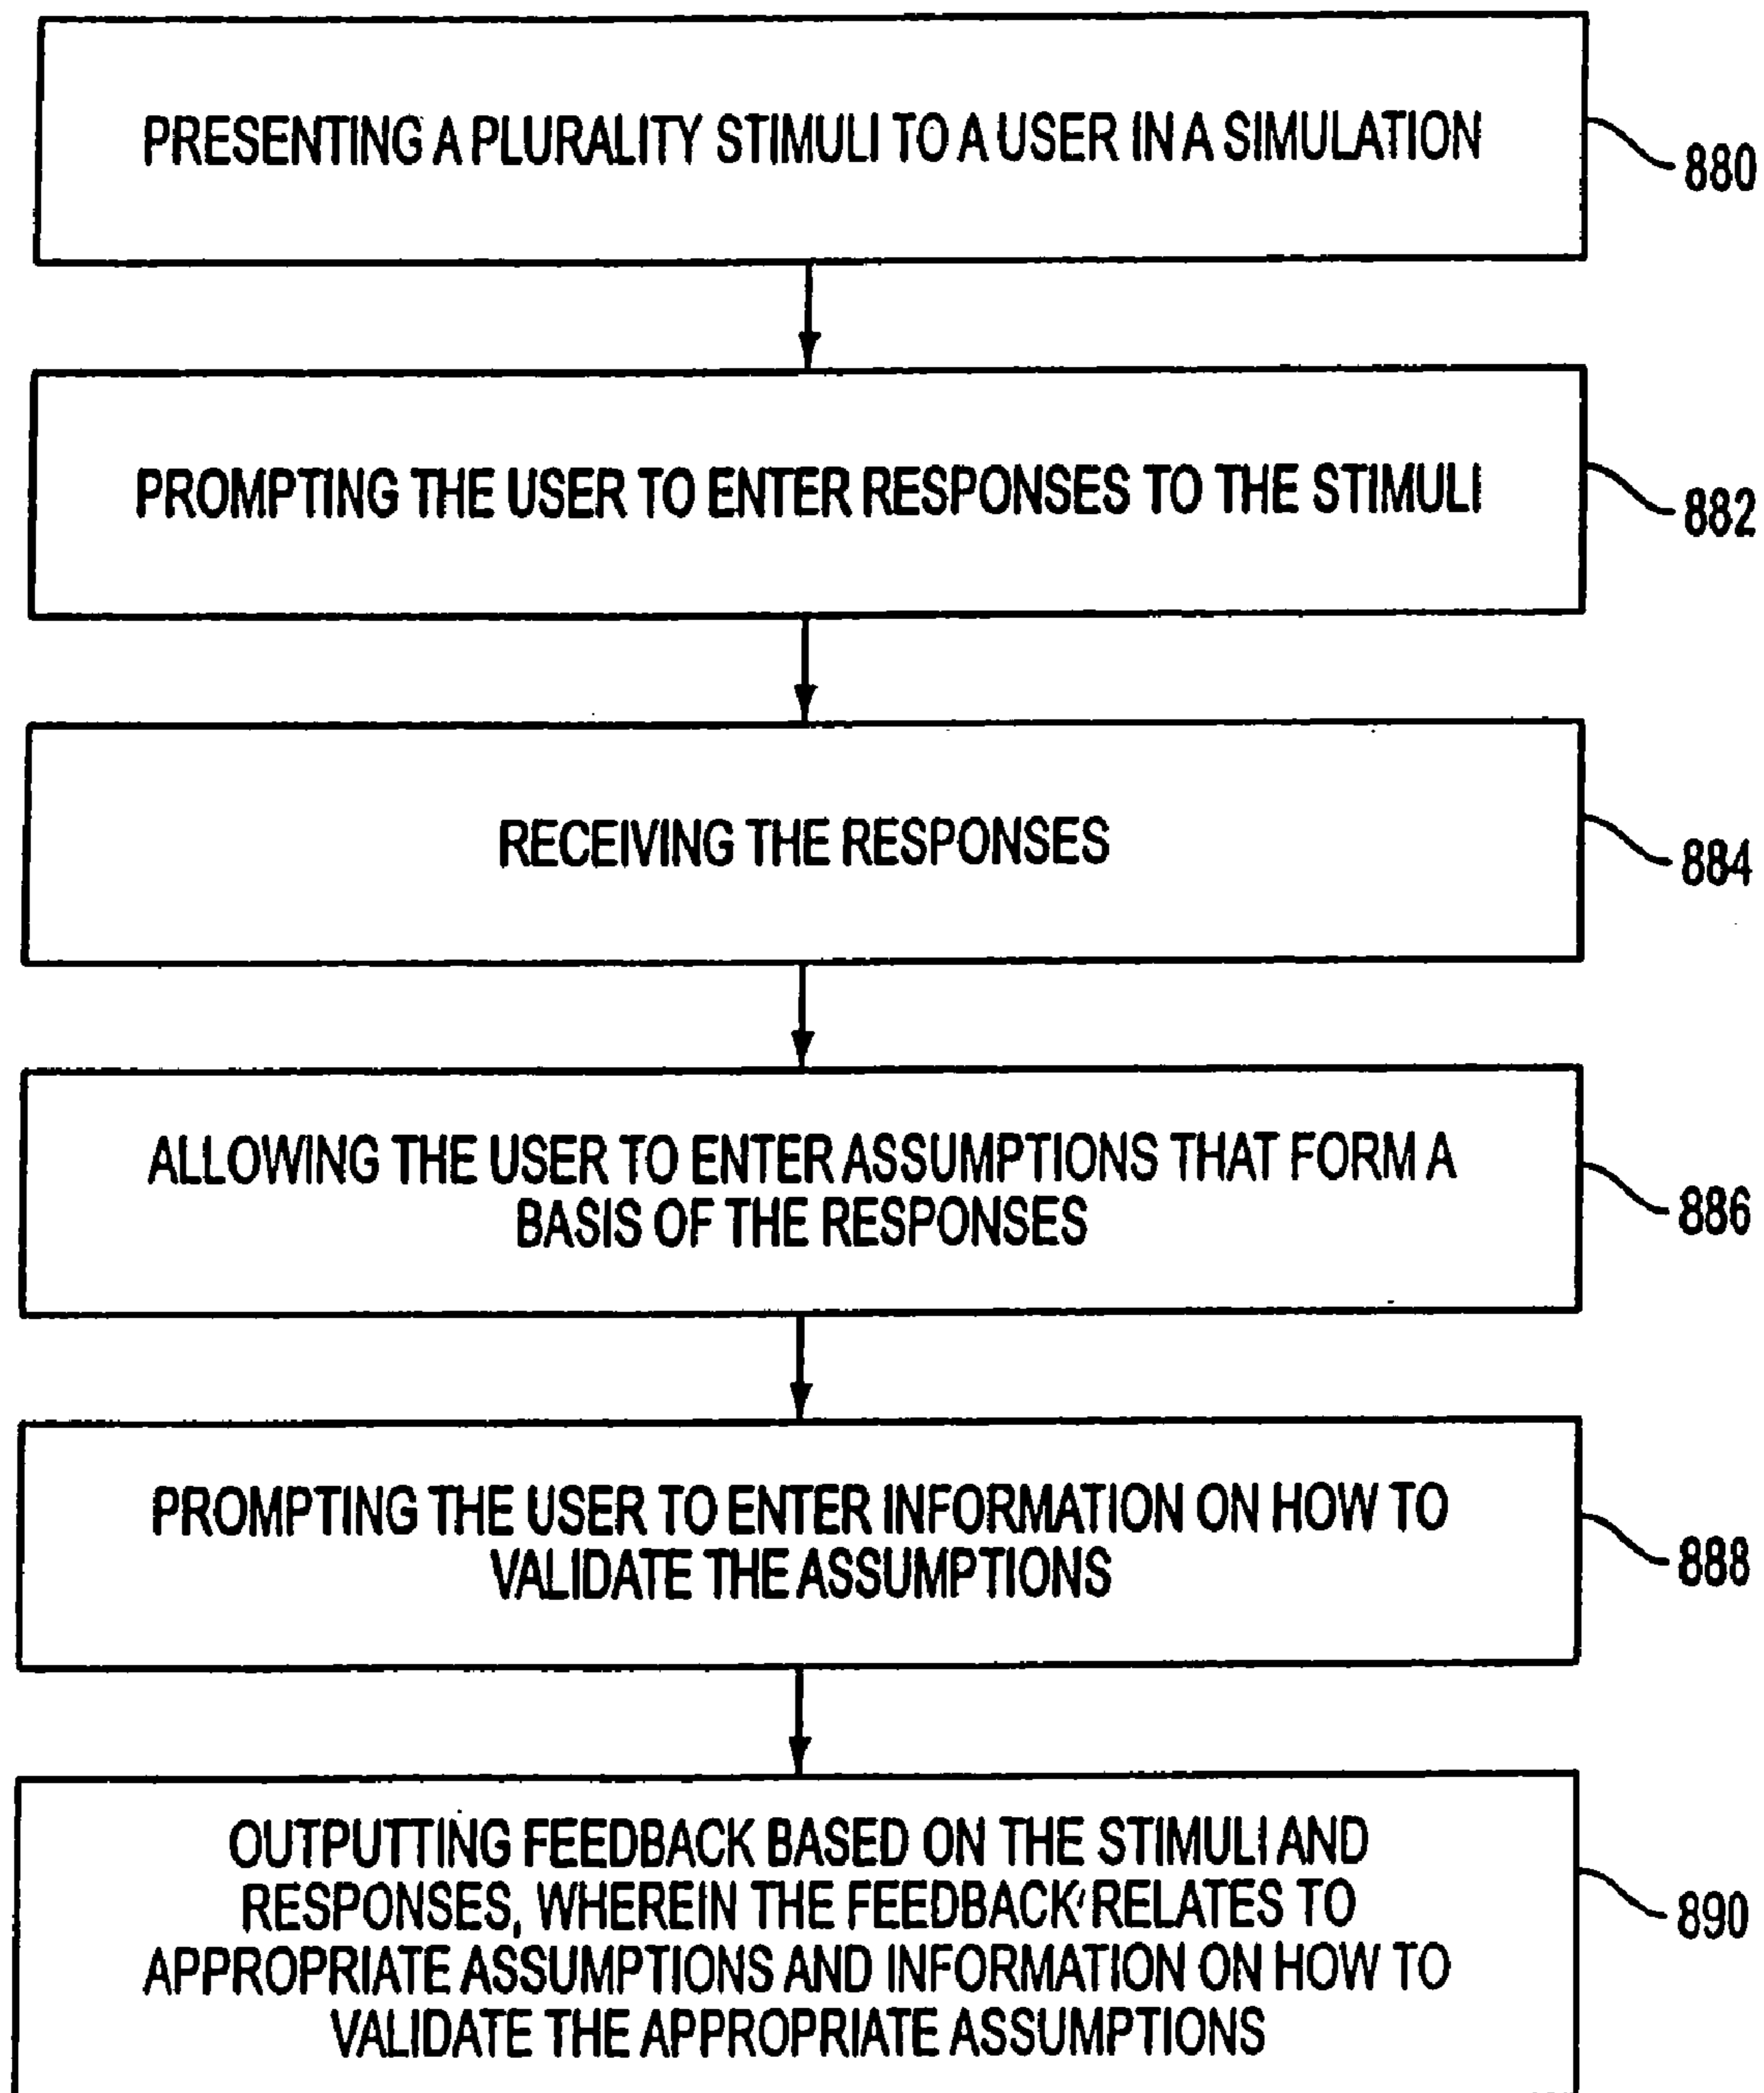 PRESENTING A PLURALITY STIMULI TO A USER IN A SIMULATION
880
PROMPTING THE USER TO ENTER RESPONSES TO THE STIMULI
882
RECEIVING THE RESPONSES
884
ALLOWING THE USER TO ENTER ASSUMPTIONS THAT FORM A
BASIS OF THE RESPONSES
886
PROMPTING THE USER TO ENTER INFORMATION ON HOW TO
VALIDATE THE ASSUMPTIONS
888
OUTPUTTING FEEDBACK BASED ON THE STIMULI AND
RESPONSES, WHEREIN THE FEEDBACK RELATES TO
APPROPRIATE ASSUMPTIONS AND INFORMATION ON HOW TO
VALIDATE THE APPROPRIATE ASSUMPTIONS
890